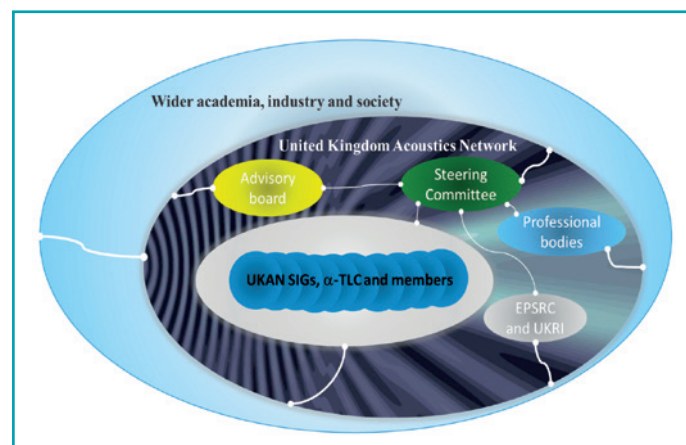 Wider academia, industry and society
United Kingdom Acoustics Network
Advisory
board
Steering
Committee
Professional
bodies
UKAN SIGs, α-TLC and members
EPSRC
and UKRI